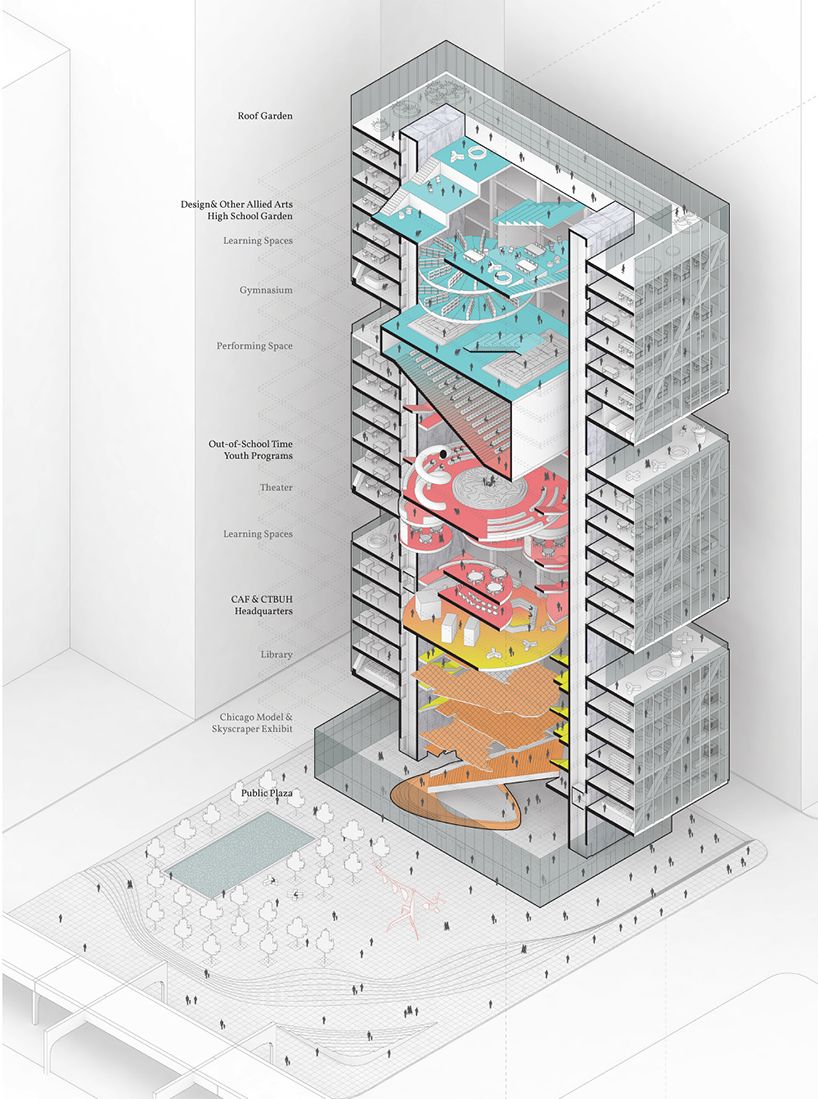 Roof Garden
Design& Other Allied Arts
High School Garden
Learning Spaces
Gymnasium
Performing Space
Out-of-School Time
Youth Programs
Theater
Learning Spaces
CAF & CTBUH
Headquarters
Library
Chicago Model &
Skyscraper Exhibit
Public Plaza